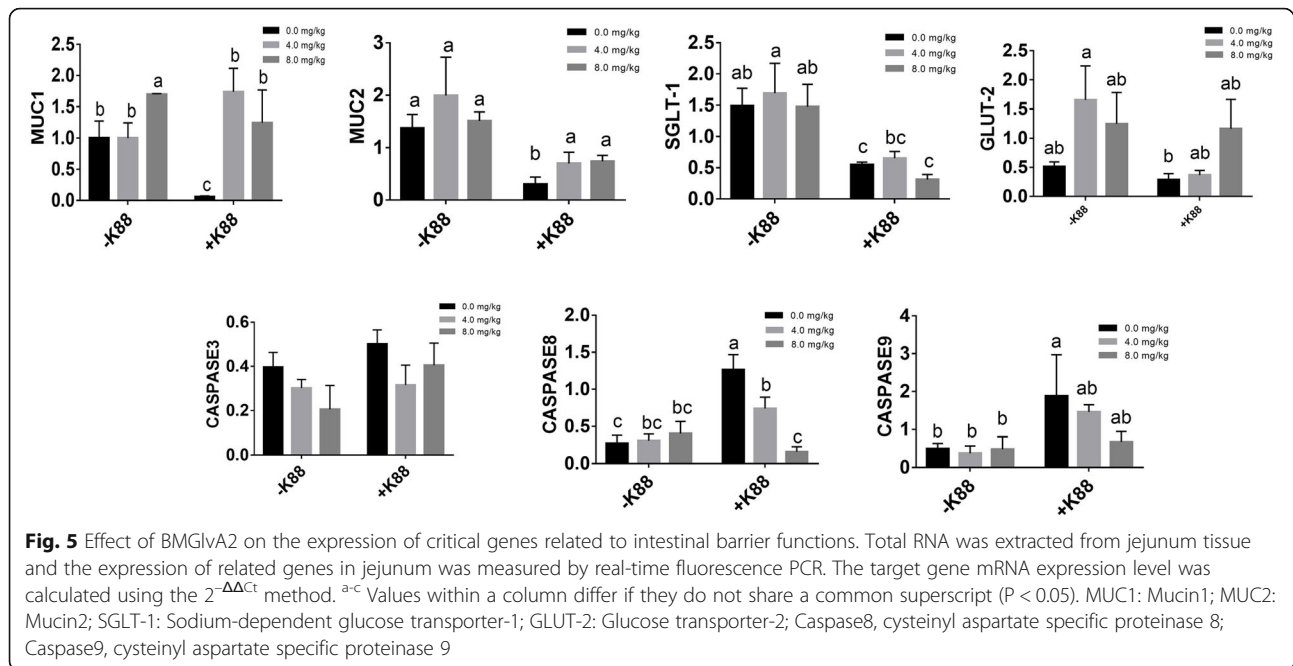 0.0 mg/kg
4.0 mg/kg
8.0 mg/kg
MUC1
2.5
2.0
1.5
1.0
0.5
0.0
b
b
a
c
b
b
-K88
+K88
0.0 mg/kg
4.0 mg/kg
8.0 mg/kg
MUC2
3
2
1
0
a
a
a
b
a
a
-K88
+K88
0.0 mg/kg
4.0 mg/kg
8.0 mg/kg
SGLT-1
2.5
2.0
1.5
1.0
0.5
0.0
ab
a
ab
c
bc
c
-K88
+K88
0.0 mg/kg
4.0 mg/kg
8.0 mg/kg
GLUT-2
2.5
2.0
1.5
1.0
0.5
0.0
ab
a
ab
b
ab
ab
-K88
+K88
0.0 mg/kg
4.0 mg/kg
8.0 mg/kg
CASPASE3
0.6
0.4
0.2
0.0
-K88
+K88
0.0 mg/kg
4.0 mg/kg
8.0 mg/kg
CASPASE8
2.0
1.5
1.0
0.5
0.0
c
bc
bc
a
b
c
-K88
+K88
0.0 mg/kg
4.0 mg/kg
8.0 mg/kg
CASPASE9
4
3
2
1
0
b
b
b
a
ab
ab
-K88
+K88
Fig. 5 Effect of BMGlvA2 on the expression of critical genes related to intestinal barrier functions. Total RNA was extracted from jejunum tissue
and the expression of related genes in jejunum was measured by real-time fluorescence PCR. The target gene mRNA expression level was
calculated using the 2−ΔΔCt method. a-c Values within a column differ if they do not share a common superscript (P < 0.05). MUC1: Mucin1; MUC2:
Mucin2; SGLT-1: Sodium-dependent glucose transporter-1; GLUT-2: Glucose transporter-2; Caspase8, cysteinyl aspartate specific proteinase 8;
Caspase9, cysteinyl aspartate specific proteinase 9